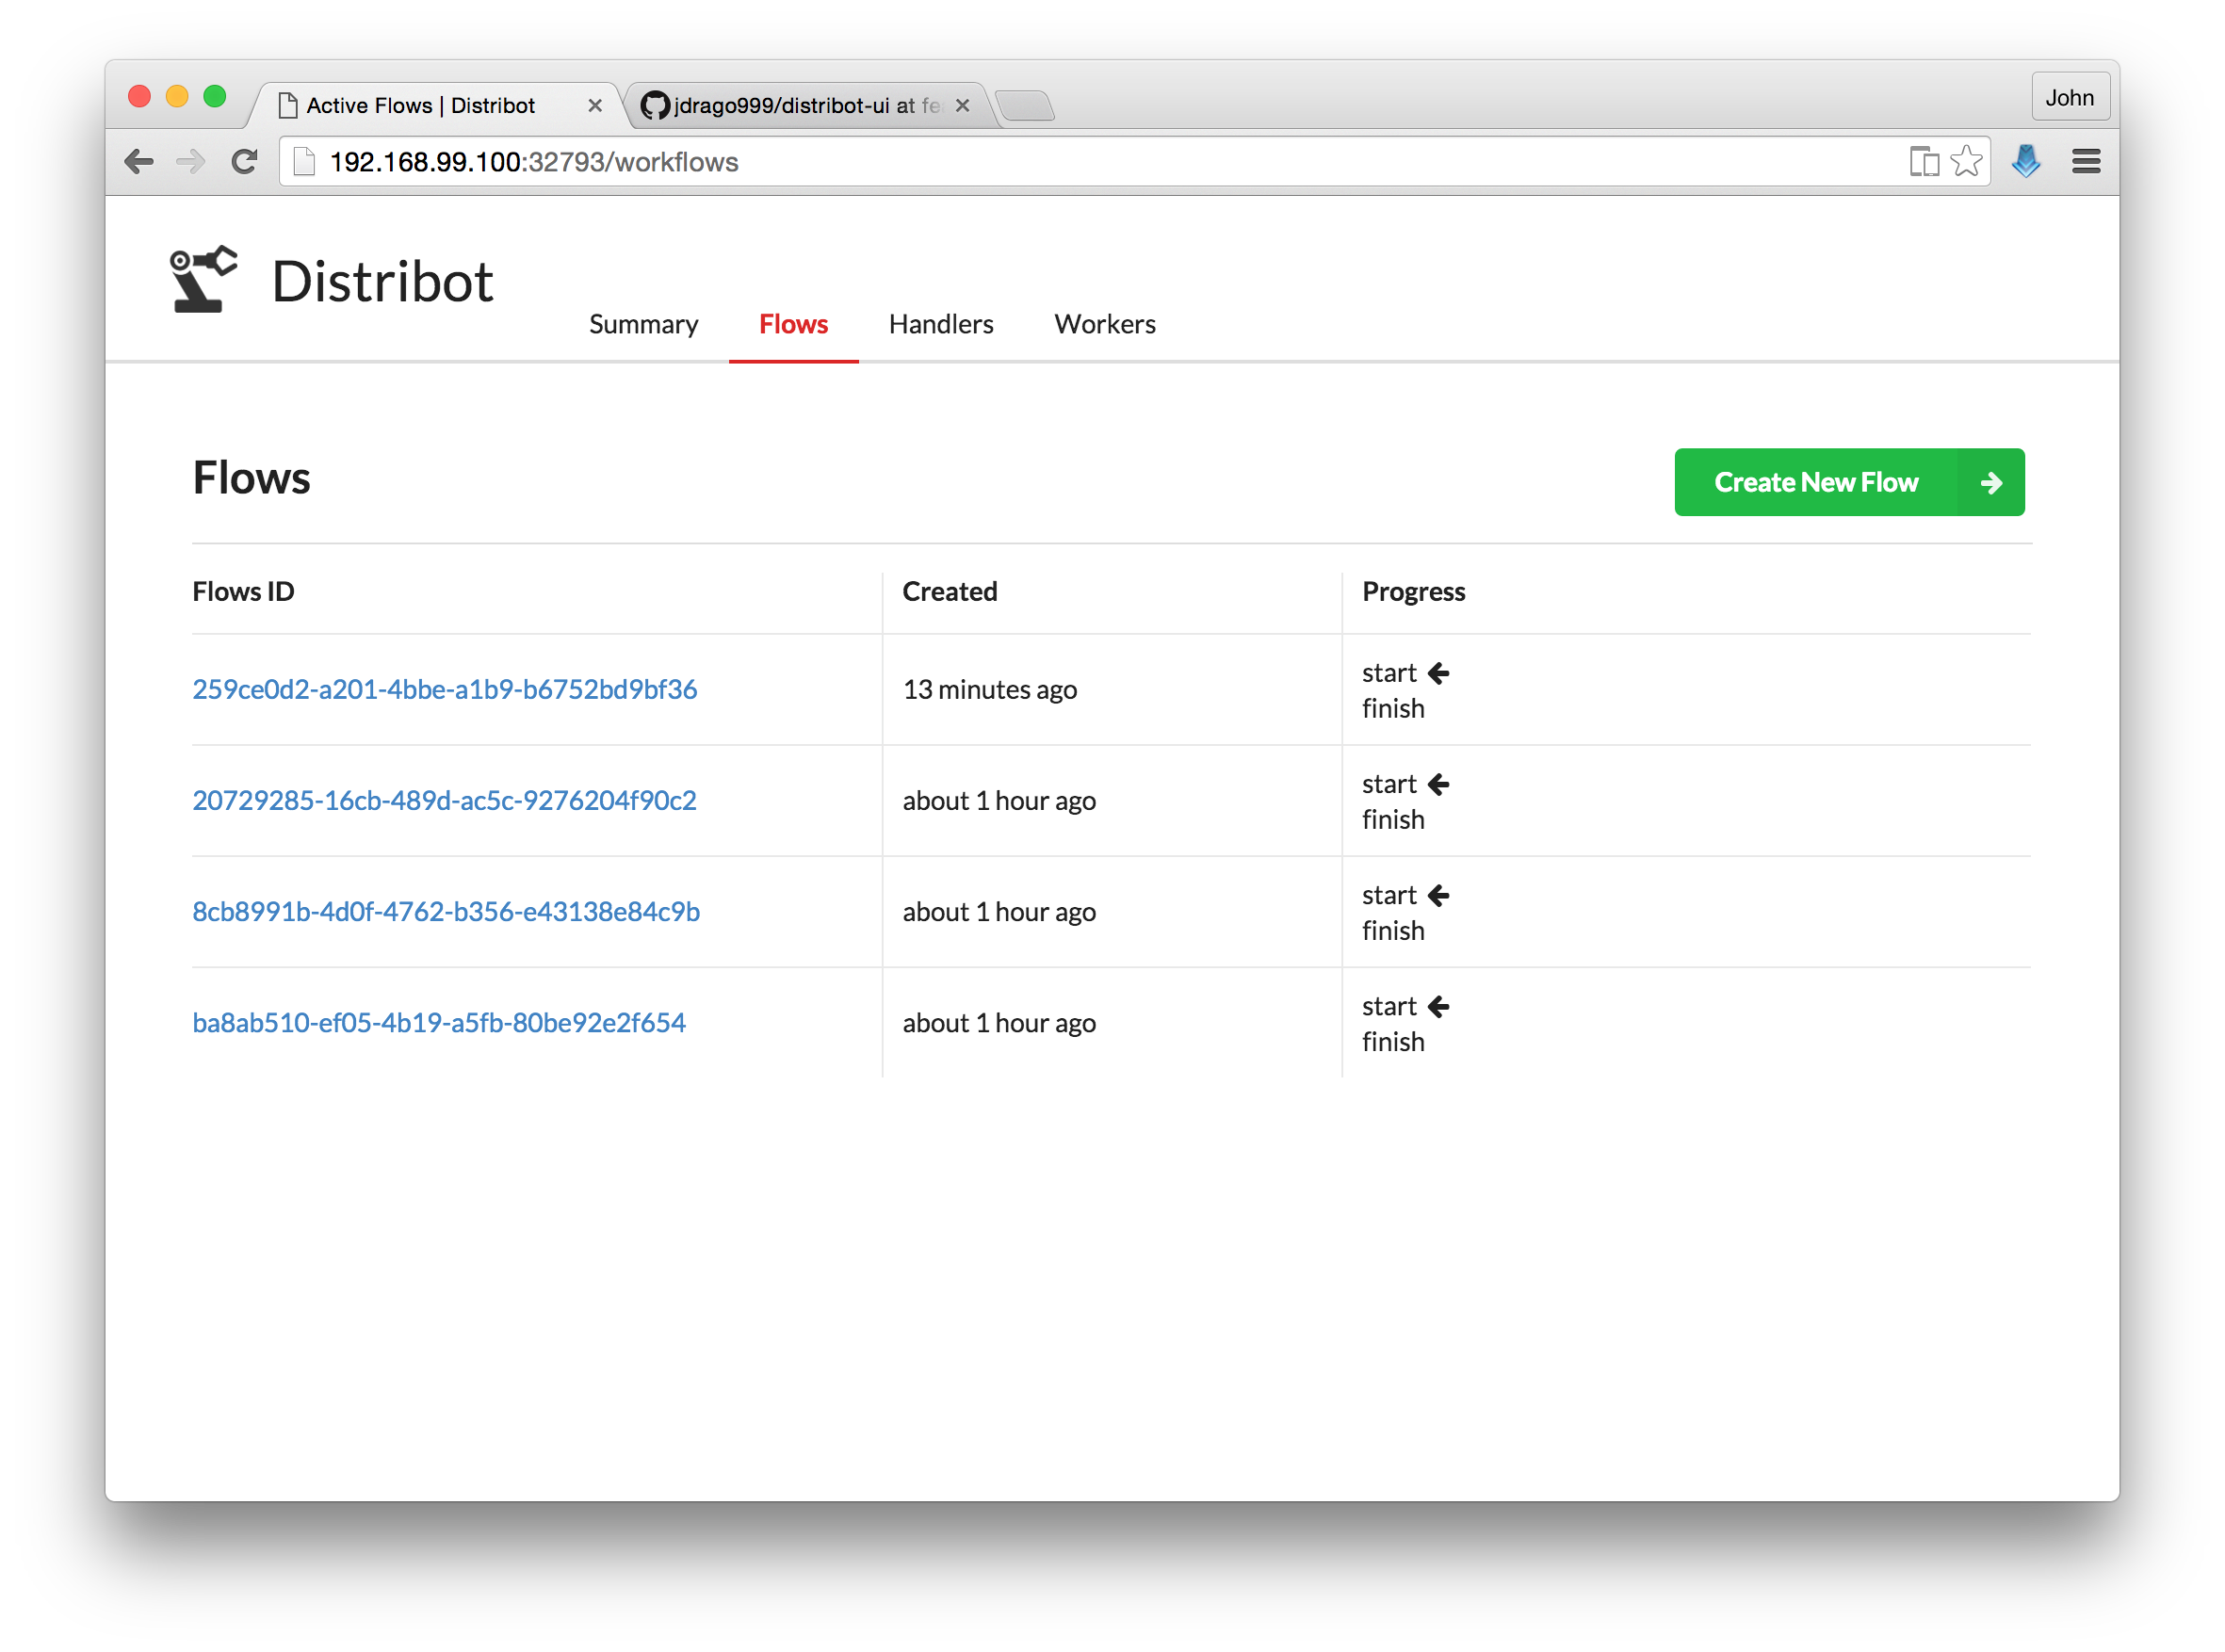 Active Flows | Distribot
jdrago999/distribot-ui at fe
John
192.168.99.100:32793/workflows
Distribot
Summary Flows Handlers Workers
Flows
Create New Flow
Flows ID Created Progress
259ce0d2-a201-4bbe-a1b9-b6752bd9bf36 13 minutes ago start
finish
20729285-16cb-489d-ac5c-9276204f90c2 about 1 hour ago start
finish
8cb8991b-4d0f-4762-b356-e43138e84c9b about 1 hour ago start
finish
ba8ab510-ef05-4b19-a5fb-80be92e2f654 about 1 hour ago start
finish